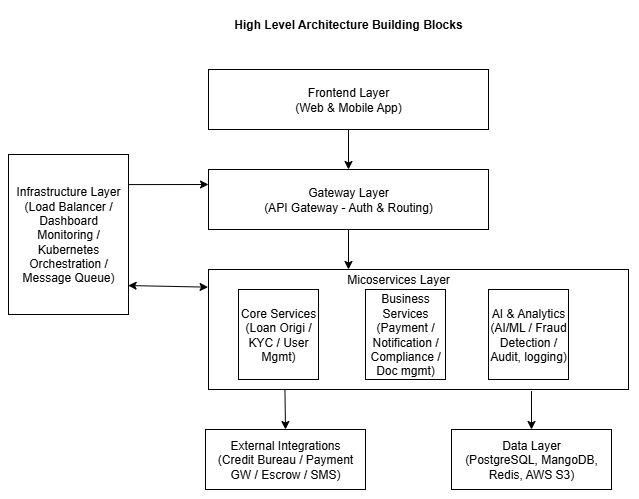 High Level Architecture Building Blocks
Frontend Layer
(Web & Mobile App)
Infrastructure Layer
(Load Balancer /
Dashboard
Monitoring /
Kubernetes
Orchestration /
Message Queue)
Gateway Layer
(API Gateway - Auth & Routing)
Micoservices Layer
Core Services
(Loan Origi /
KYC / User
Mgmt)
Business
Services
(Payment /
Notification /
Compliance /
Doc mgmt)
AI & Analytics
(AI/ML / Fraud
Detection /
Audit, logging)
External Integrations
(Credit Bureau / Payment
GW / Escrow / SMS)
Data Layer
(PostgreSQL, MangoDB,
Redis, AWS S3)